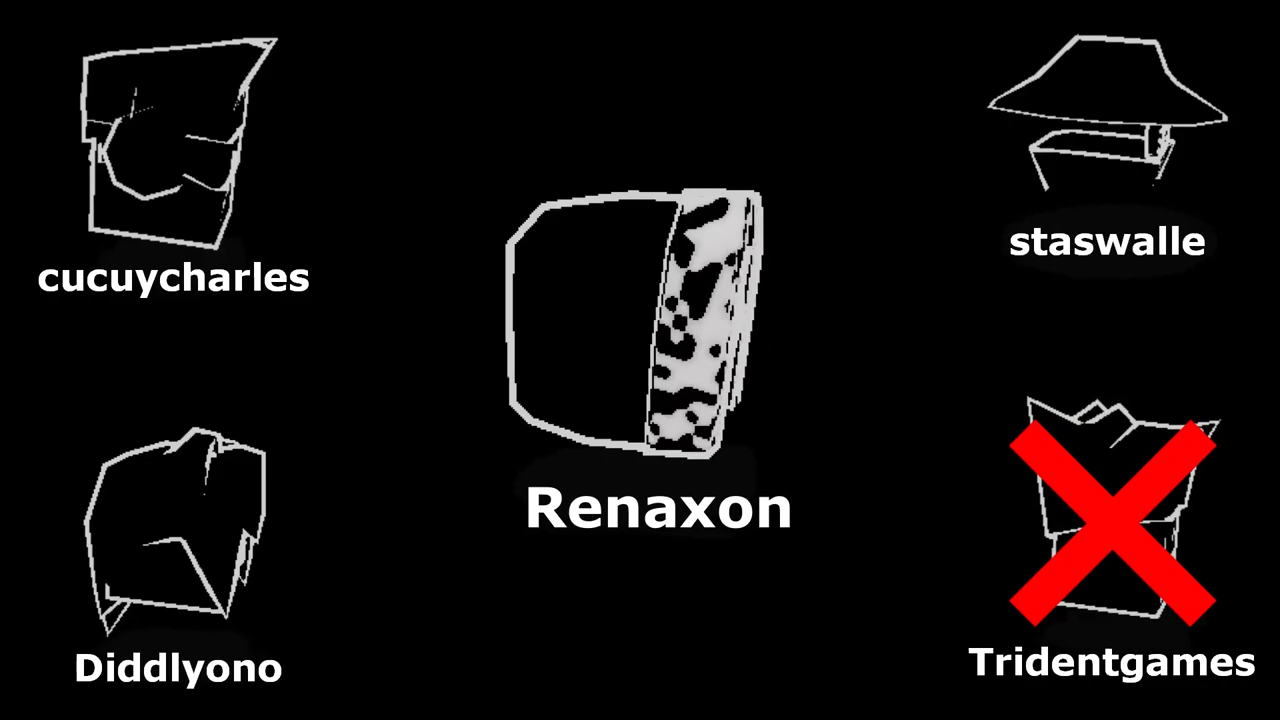 cucuycharles
staswalle
Renaxon
Diddlyono
Tridentgames